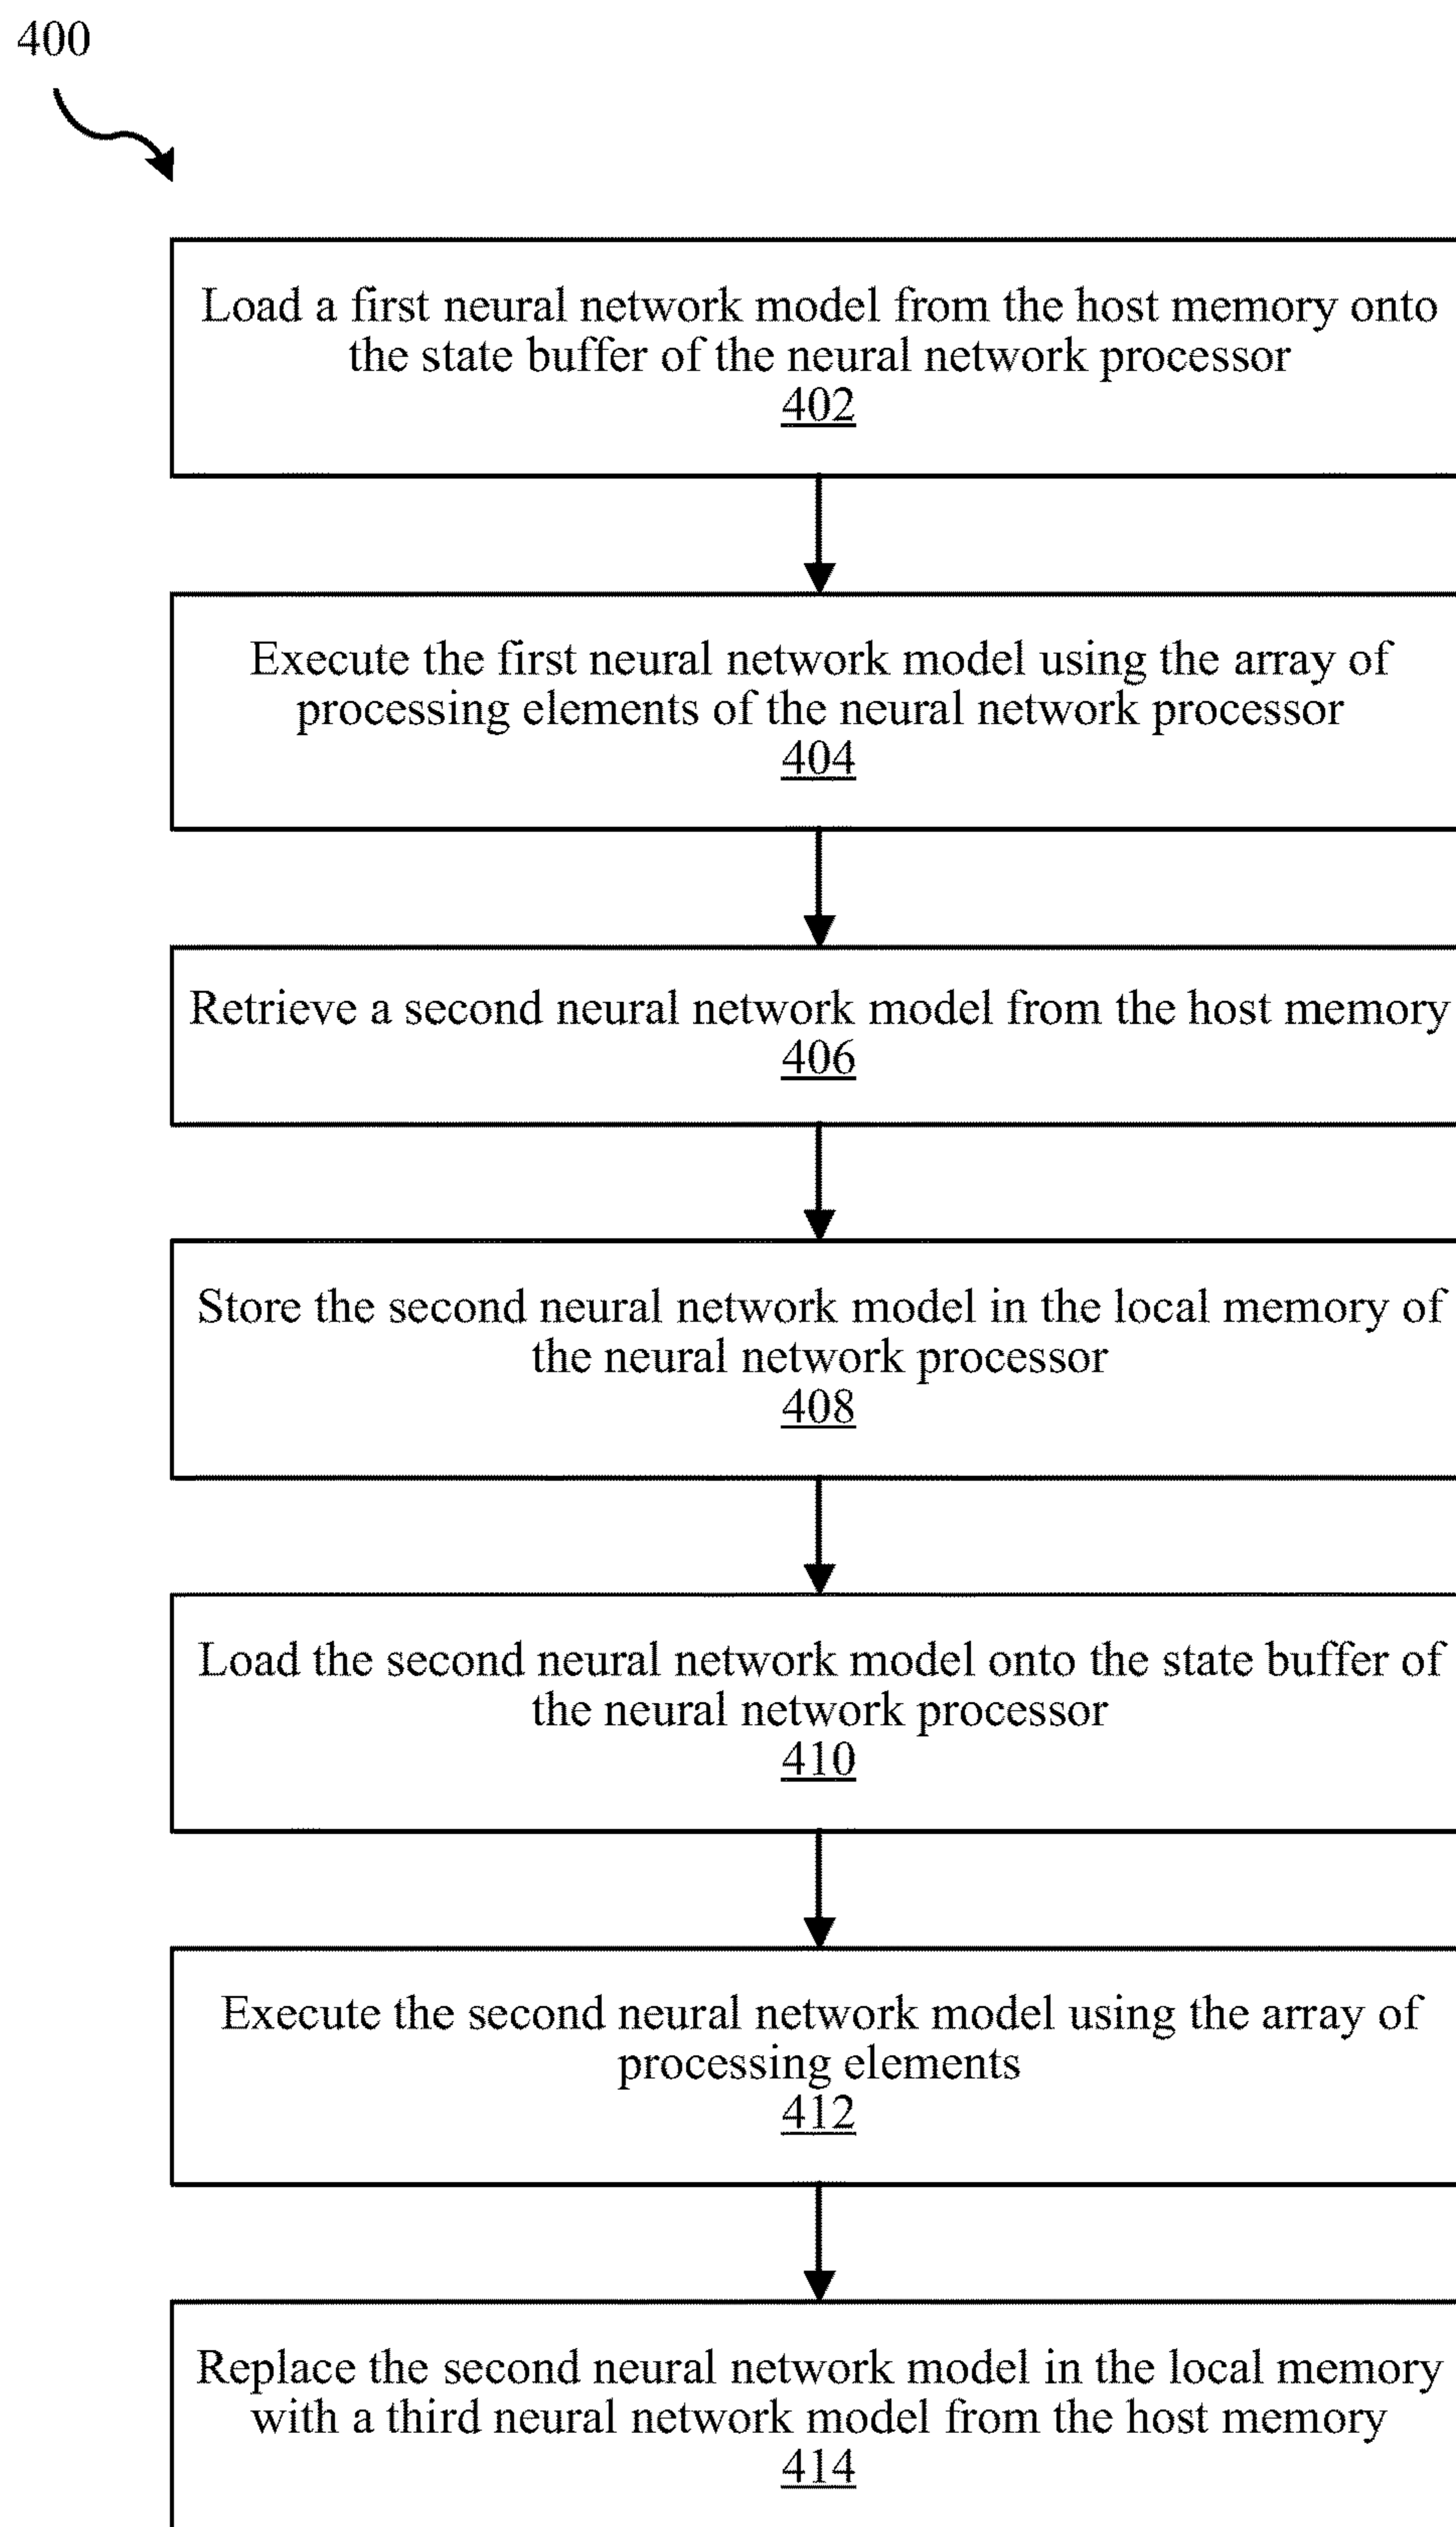 400
Load a first neural network model from the host memory onto
the state buffer of the neural network processor
402
Execute the first neural network model using the array of
processing elements of the neural network processor
404
Retrieve a second neural network model from the host memory
406
Store the second neural network model in the local memory of
the neural network processor
408
Load the second neural network model onto the state buffer of
the neural network processor
410
Execute the second neural network model using the array of
processing elements
412
Replace the second neural network model in the local memory
with a third neural network model from the host memory
414